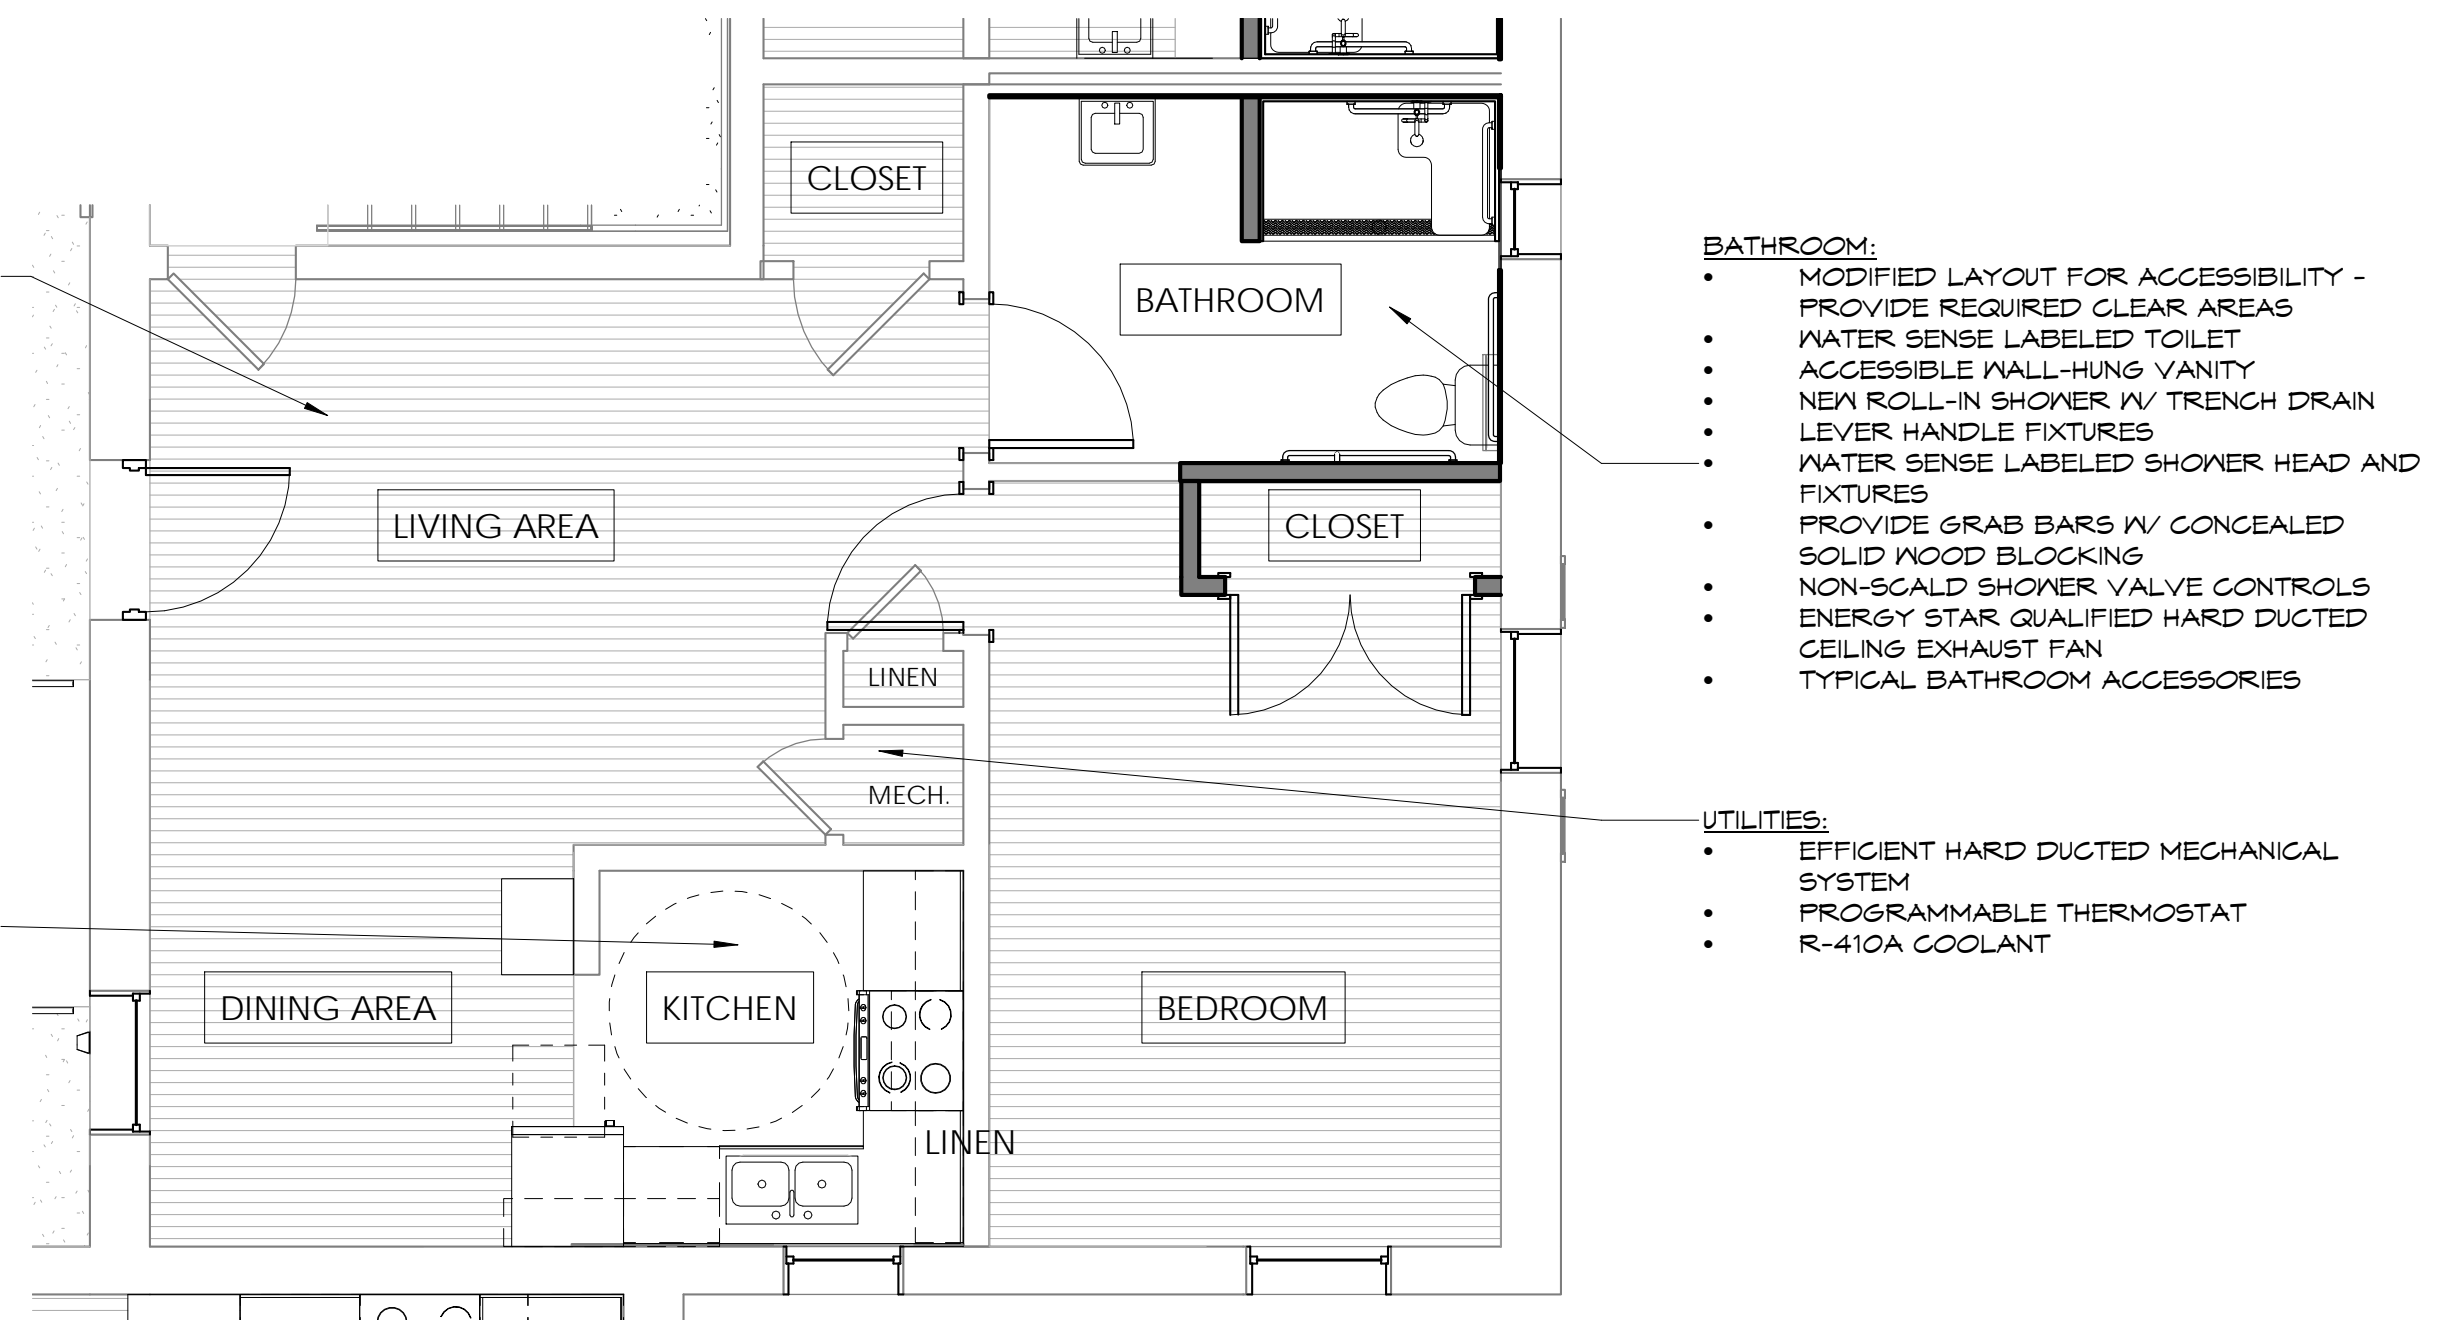 CLOSET
BATHROOM
LIVING AREA
CLOSET
LINEN
MECH.
DINING AREA
KITCHEN
BEDROOM
LINEN
BATHROOM:
• MODIFIED LAYOUT FOR ACCESSIBILITY -
PROVIDE REQUIRED CLEAR AREAS
• WATER SENSE LABELED TOILET
• ACCESSIBLE WALL-HUNG VANITY
• NEW ROLL-IN SHOWER W/ TRENCH DRAIN
• LEVER HANDLE FIXTURES
• WATER SENSE LABELED SHOWER HEAD AND
FIXTURES
• PROVIDE GRAB BARS W/ CONCEALED
SOLID WOOD BLOCKING
• NON-SCALD SHOWER VALVE CONTROLS
• ENERGY STAR QUALIFIED HARD DUCTED
CEILING EXHAUST FAN
• TYPICAL BATHROOM ACCESSORIES
UTILITIES:
• EFFICIENT HARD DUCTED MECHANICAL
SYSTEM
• PROGRAMMABLE THERMOSTAT
• R-410A COOLANT